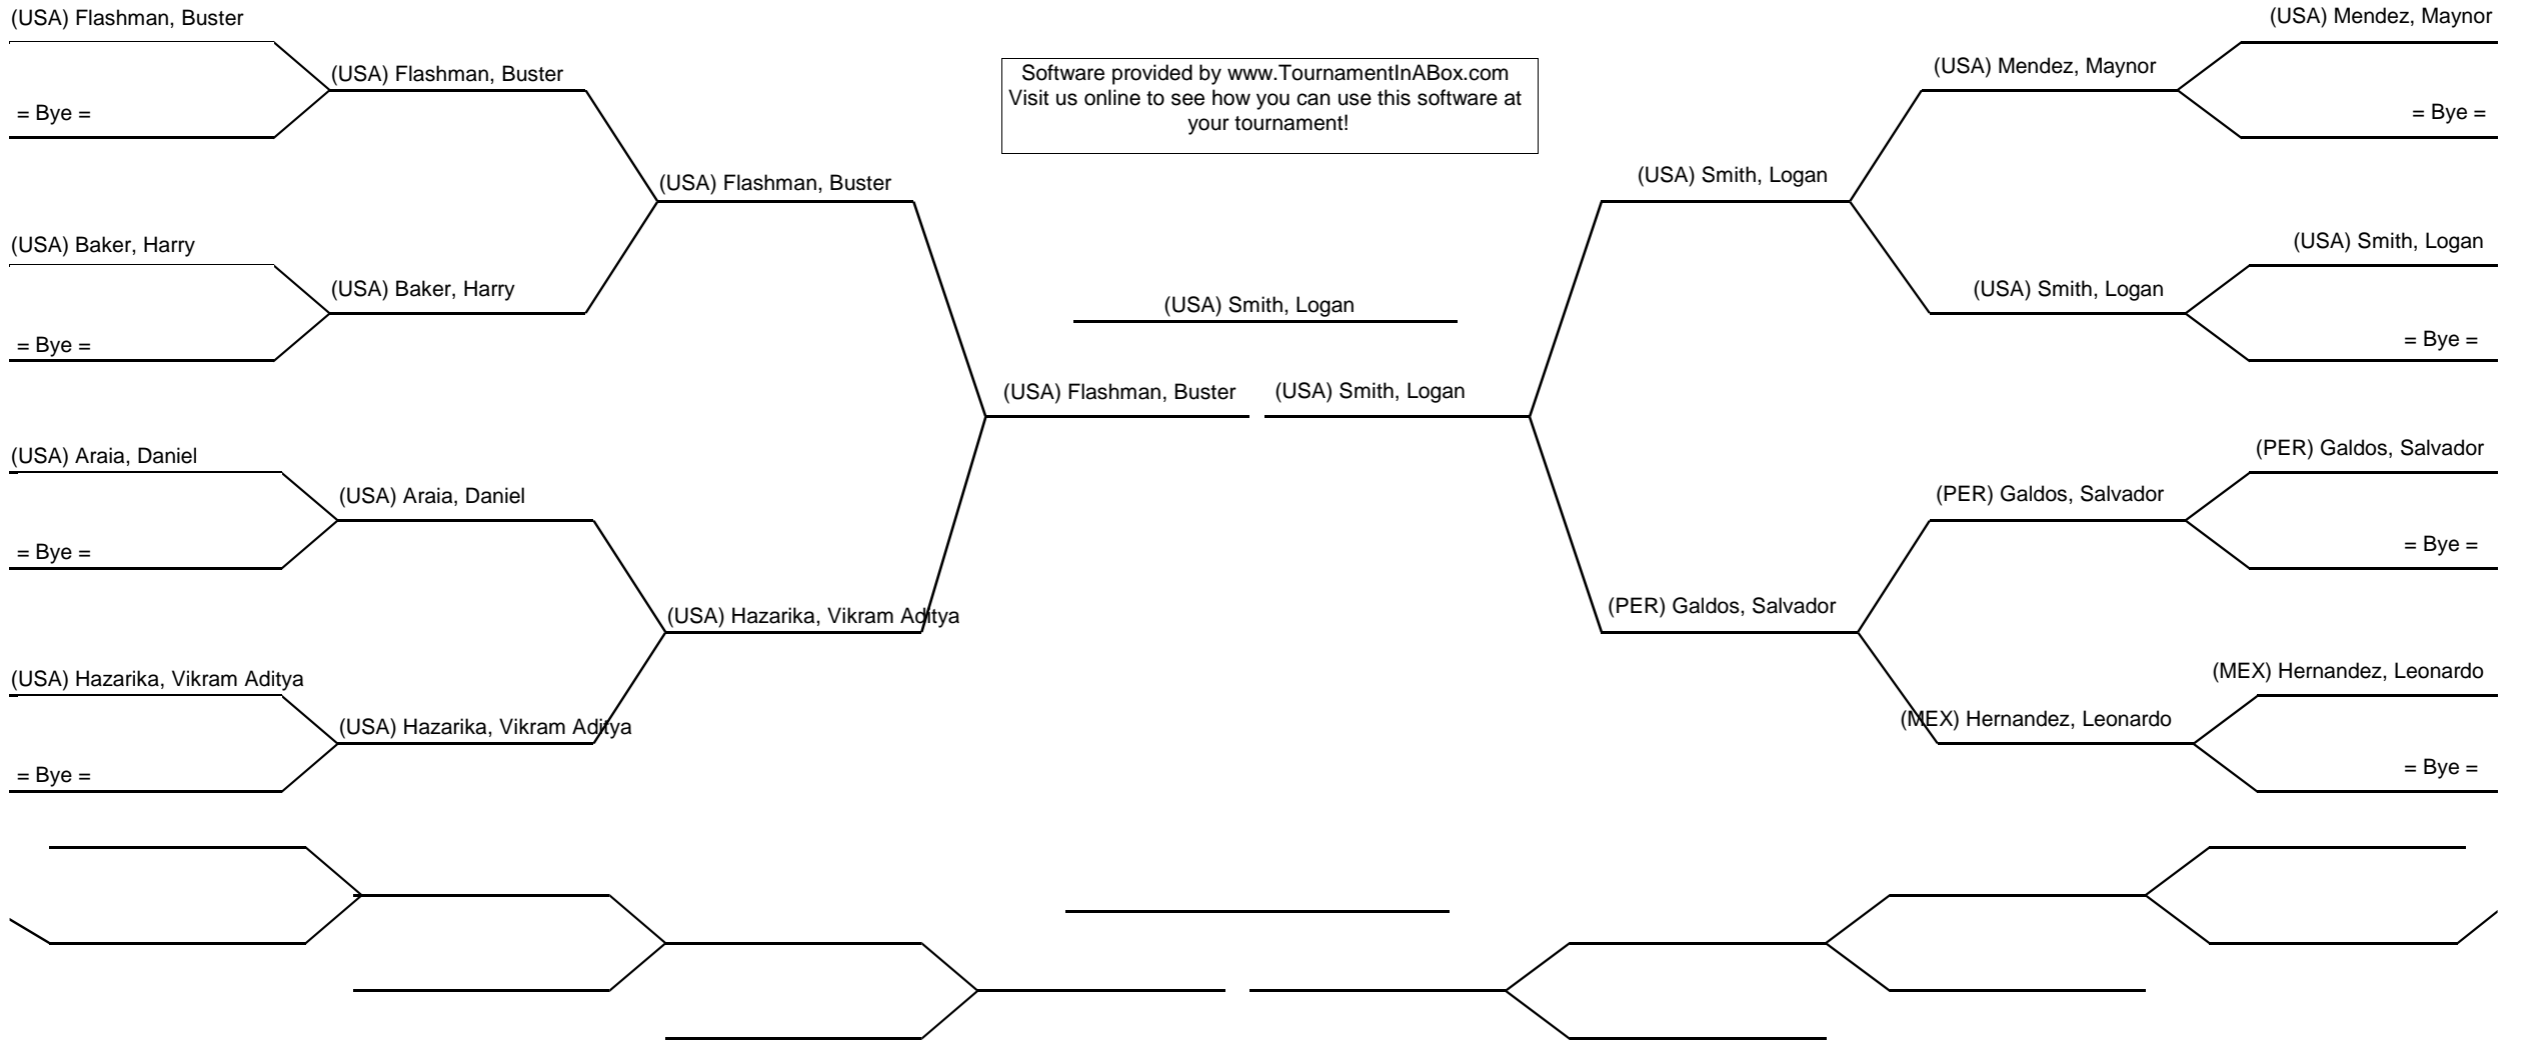 (USA) Flashman, Buster
(USA) Mendez, Maynor
(USA) Flashman, Buster
Software provided by www.TournamentInABox.com
Visit us online to see how you can use this software at
your tournament!
(USA) Mendez, Maynor
= Bye =
= Bye =
(USA) Flashman, Buster
(USA) Smith, Logan
(USA) Baker, Harry
(USA) Smith, Logan
(USA) Baker, Harry
(USA) Smith, Logan
(USA) Smith, Logan
= Bye =
= Bye =
(USA) Flashman, Buster
(USA) Smith, Logan
(USA) Araia, Daniel
(PER) Galdos, Salvador
(USA) Araia, Daniel
(PER) Galdos, Salvador
= Bye =
= Bye =
(USA) Hazarika, Vikram Aditya
(PER) Galdos, Salvador
(USA) Hazarika, Vikram Aditya
(MEX) Hernandez, Leonardo
(USA) Hazarika, Vikram Aditya
(MEX) Hernandez, Leonardo
= Bye =
= Bye =